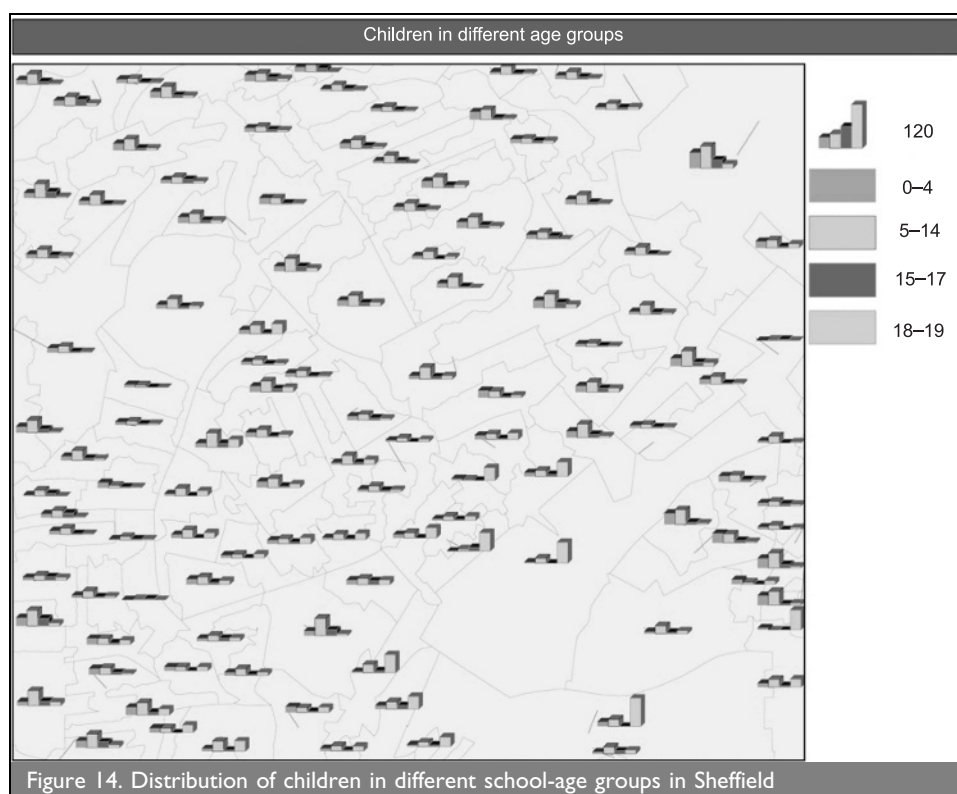 Children in different age groups
120
0–4
5–14
15–17
18–19
Figure 14. Distribution of children in different school-age groups in Sheffield